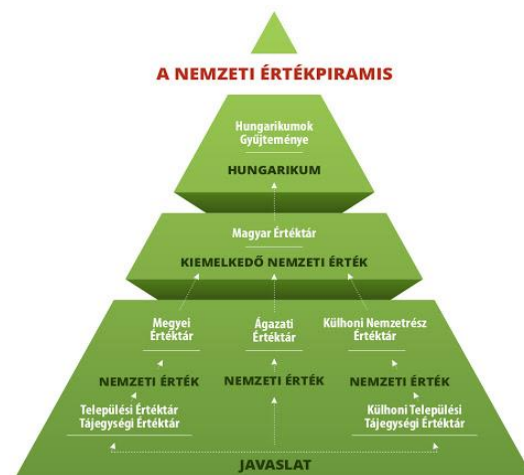 A NEMZETI ÉRTÉKPIRAMIS
Hungarikumok
Gyűjteménye
HUNGARIKUM
Magyar Értéktár
KIEMELKEDŐ NEMZETI ÉRTÉK
Megyei
Értéktár
Ágazati
Értéktár
Külhoni Nemzetrész
Értéktár
NEMZETI ÉRTÉK
NEMZETI ÉRTÉK
NEMZETI ÉRTÉK
Települési Értéktár
Tájegységi Értéktár
Külhoni Települési
Tájegységi Értéktár
JAVASLAT